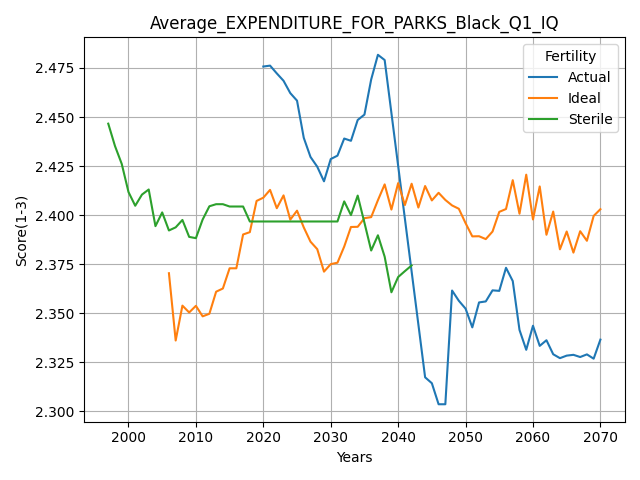 Average_EXPENDITURE_FOR_PARKS_Black_Q1_IQ
Fertility
Actual
Ideal
Sterile
Score(1-3)
2.475
2.450
2.425
2.400
2.375
2.350
2.325
2.300
2000 2010 2020 2030 2040 2050 2060 2070
Years